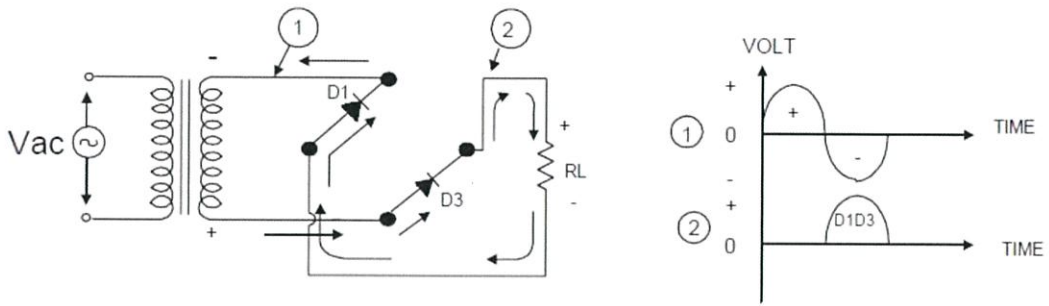 1
2
-
D1
Vac
D3
+
+
RL
-
VOLT
+
+
1
0
TIME
-
-
+
D1D3
2
0
TIME